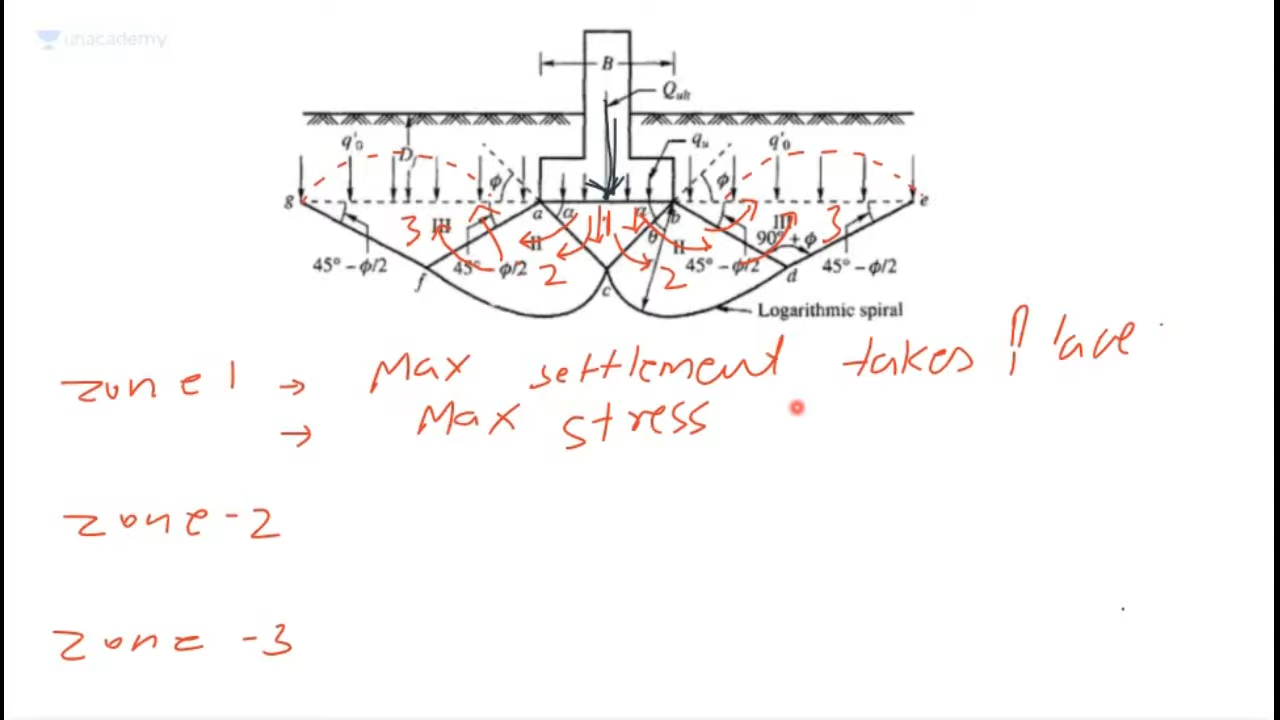 unacademy
B
Qult
q'0
Df
qu
q'0
g
ϕ
ϕ
e
a
α
1
α
b
3
III
II
θ
II
III
3
90° + ϕ
45° – ϕ/2
45° – ϕ/2
2
2
45° – ϕ/2
45° – ϕ/2
f
c
d
Logarithmic spiral
zone 1 → Max settlement takes place
→ Max stress
zone - 2
zone - 3